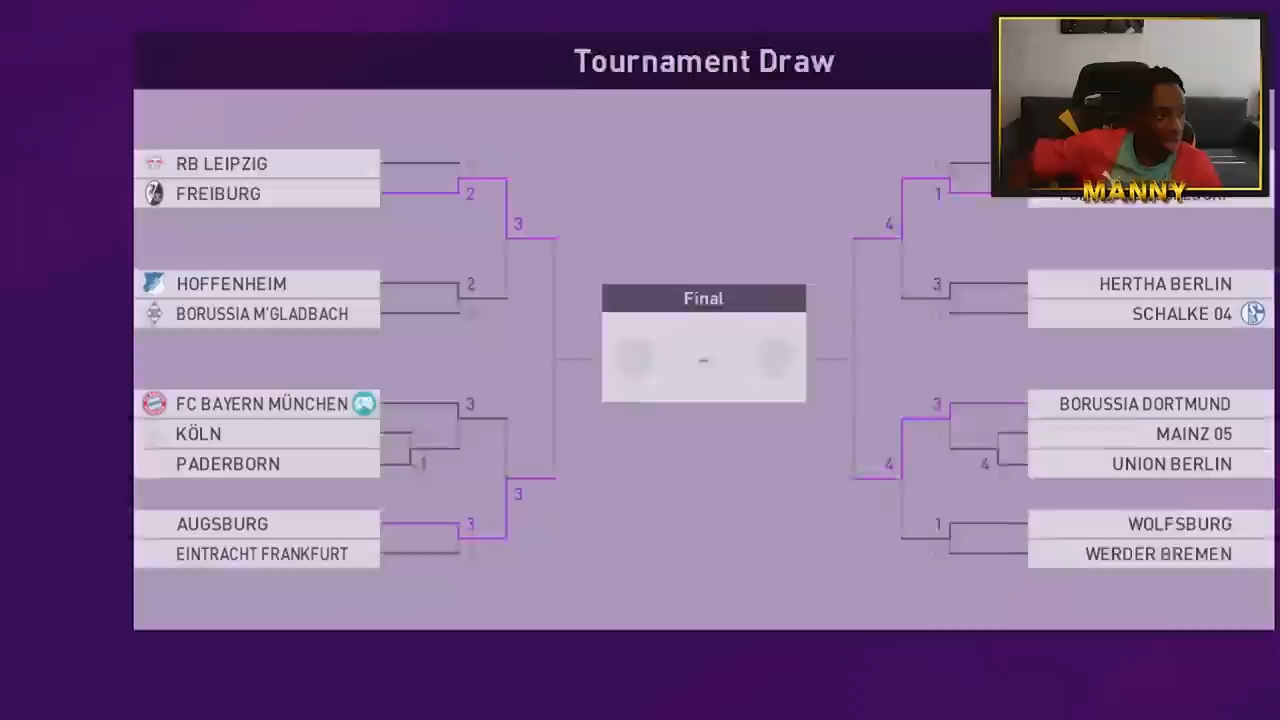 Tournament Draw
MANNY
RB LEIPZIG
FREIBURG
2
1
3
4
HOFFENHEIM
2
3
HERTHA BERLIN
BORUSSIA M'GLADBACH
SCHALKE 04
Final
-
FC BAYERN MÜNCHEN
3
3
BORUSSIA DORTMUND
KÖLN
MAINZ 05
PADERBORN
1
4
4
UNION BERLIN
3
AUGSBURG
3
1
WOLFSBURG
EINTRACHT FRANKFURT
WERDER BREMEN